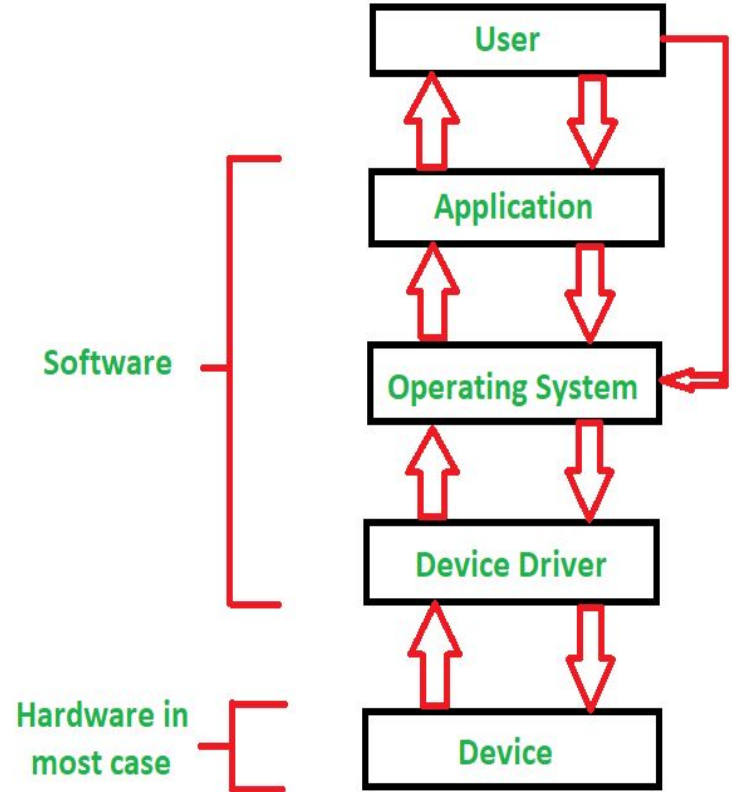 User
Application
Software
Operating System
Device Driver
Hardware in
most case
Device